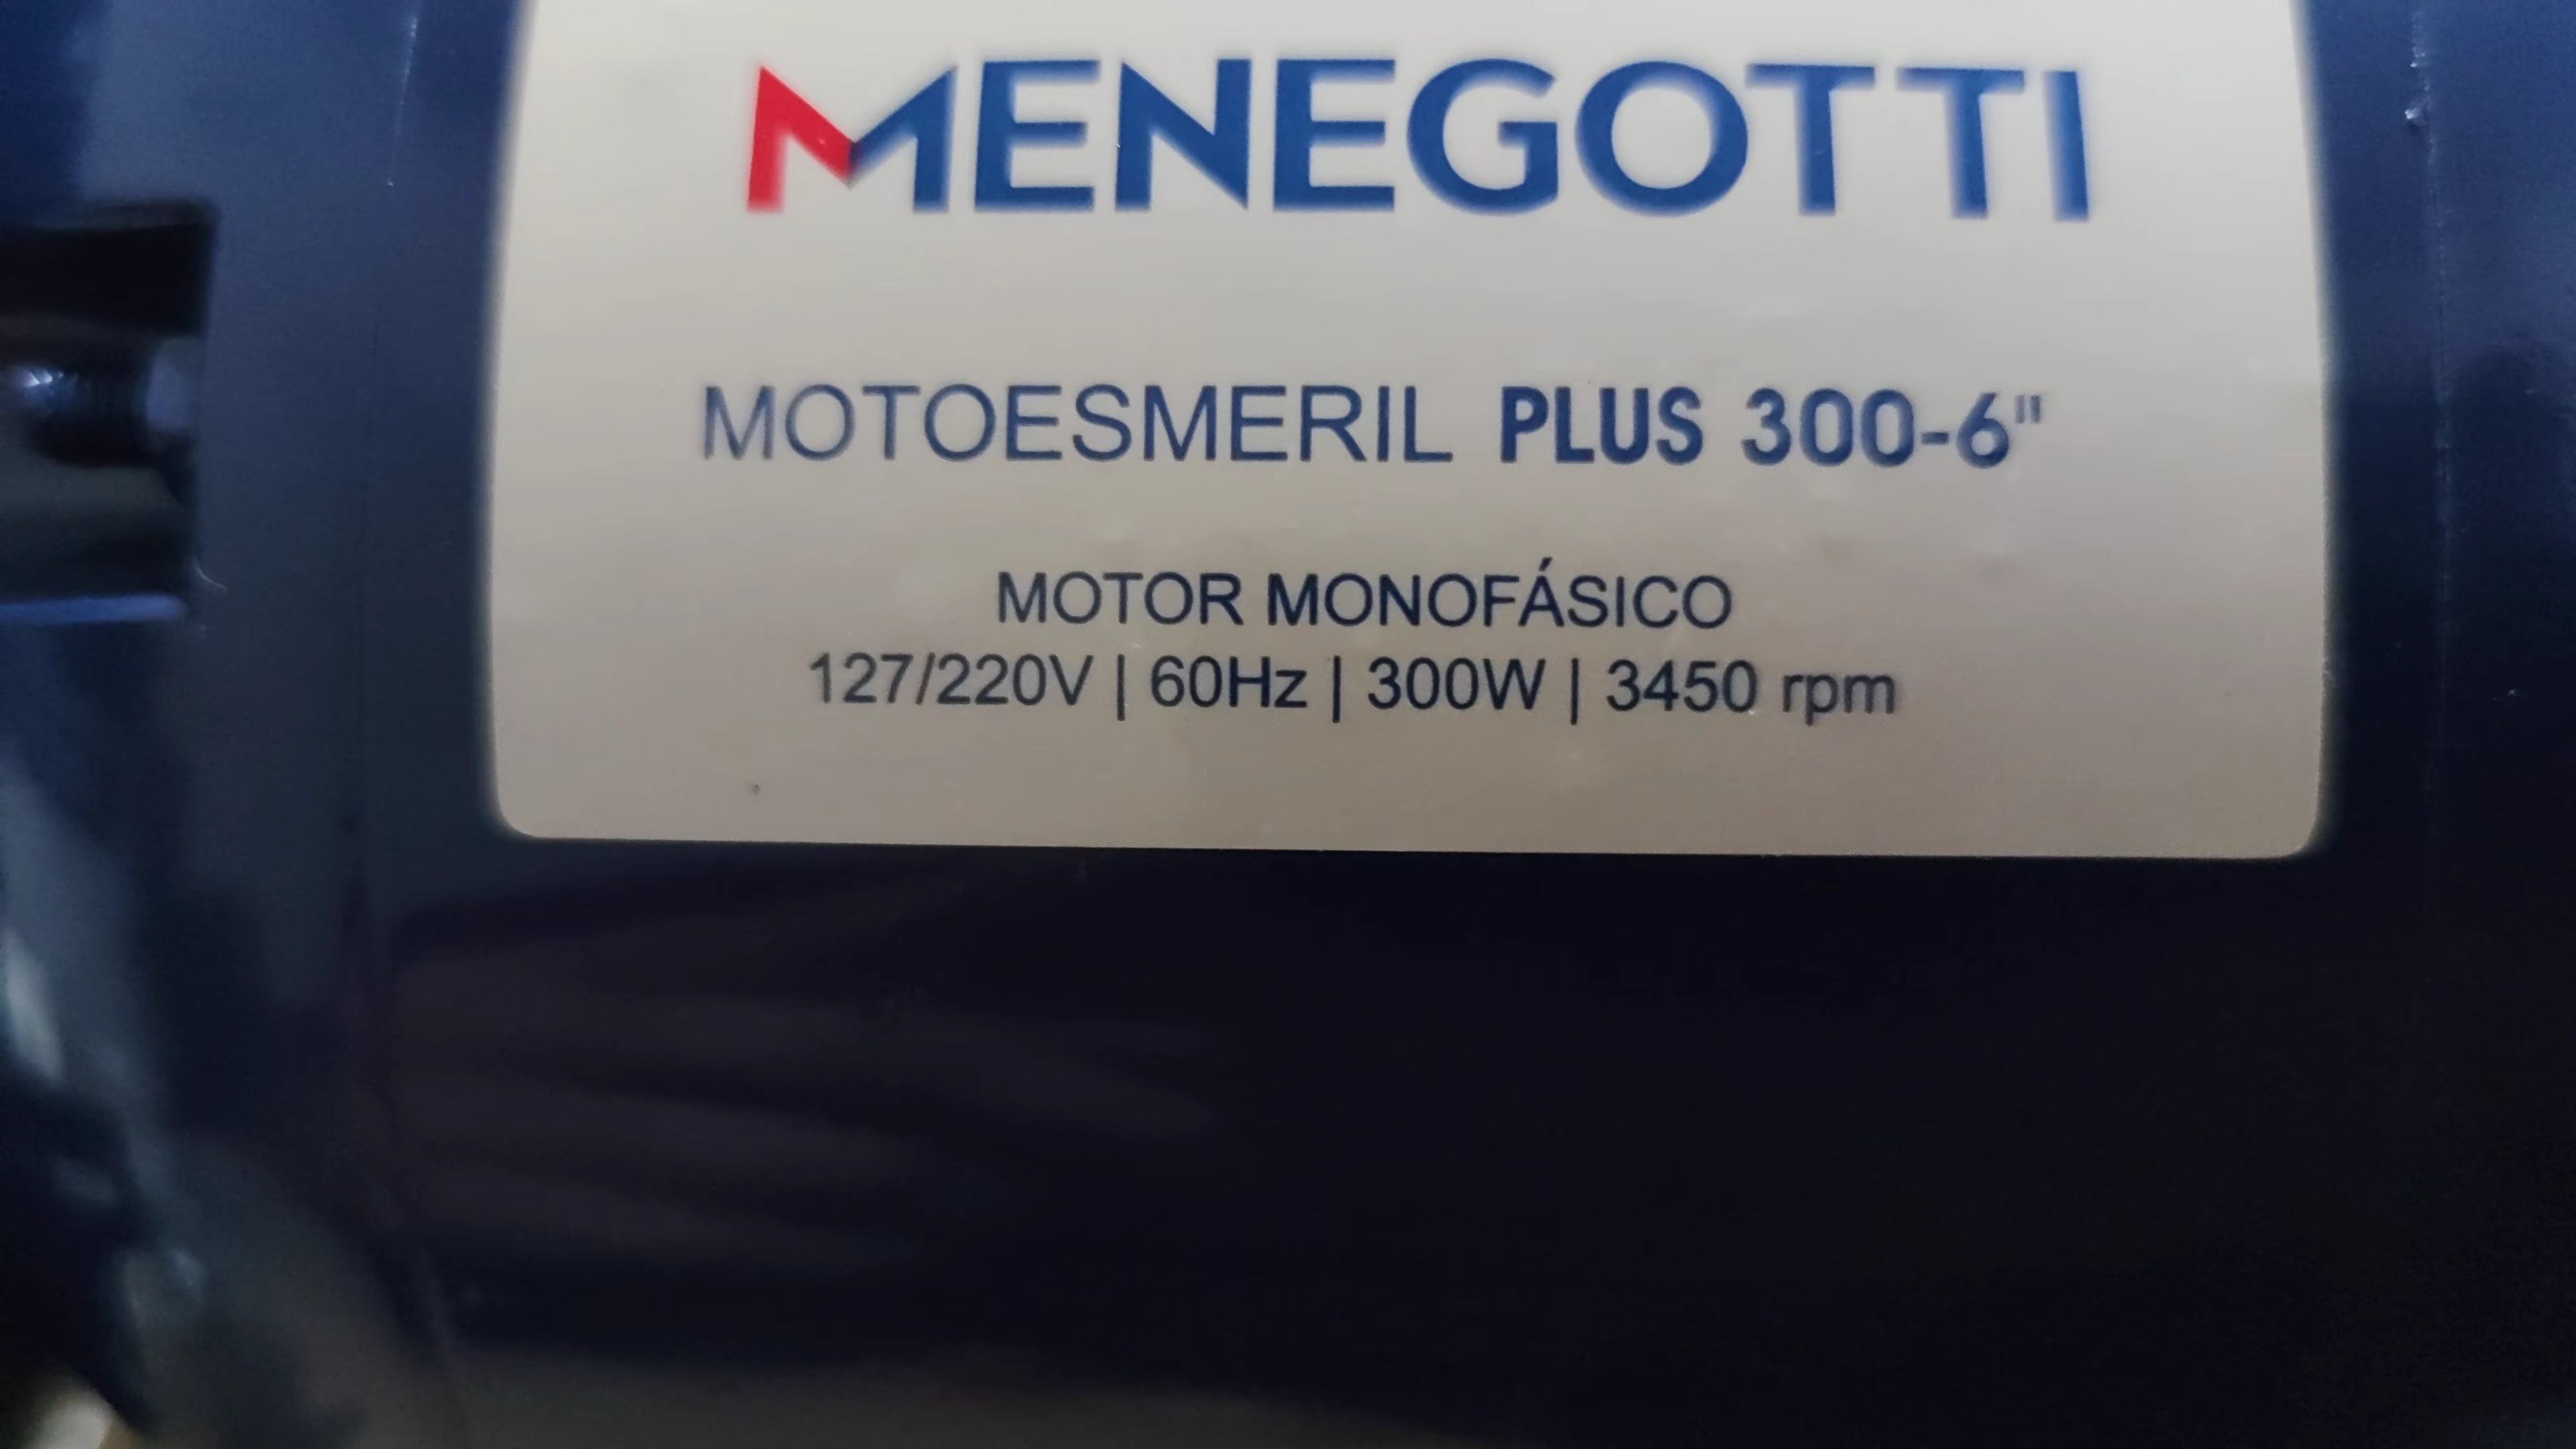 MENEGOTTI
MOTOESMERIL PLUS 300-6"
MOTOR MONOFÁSICO
127/220V | 60Hz | 300W | 3450 rpm